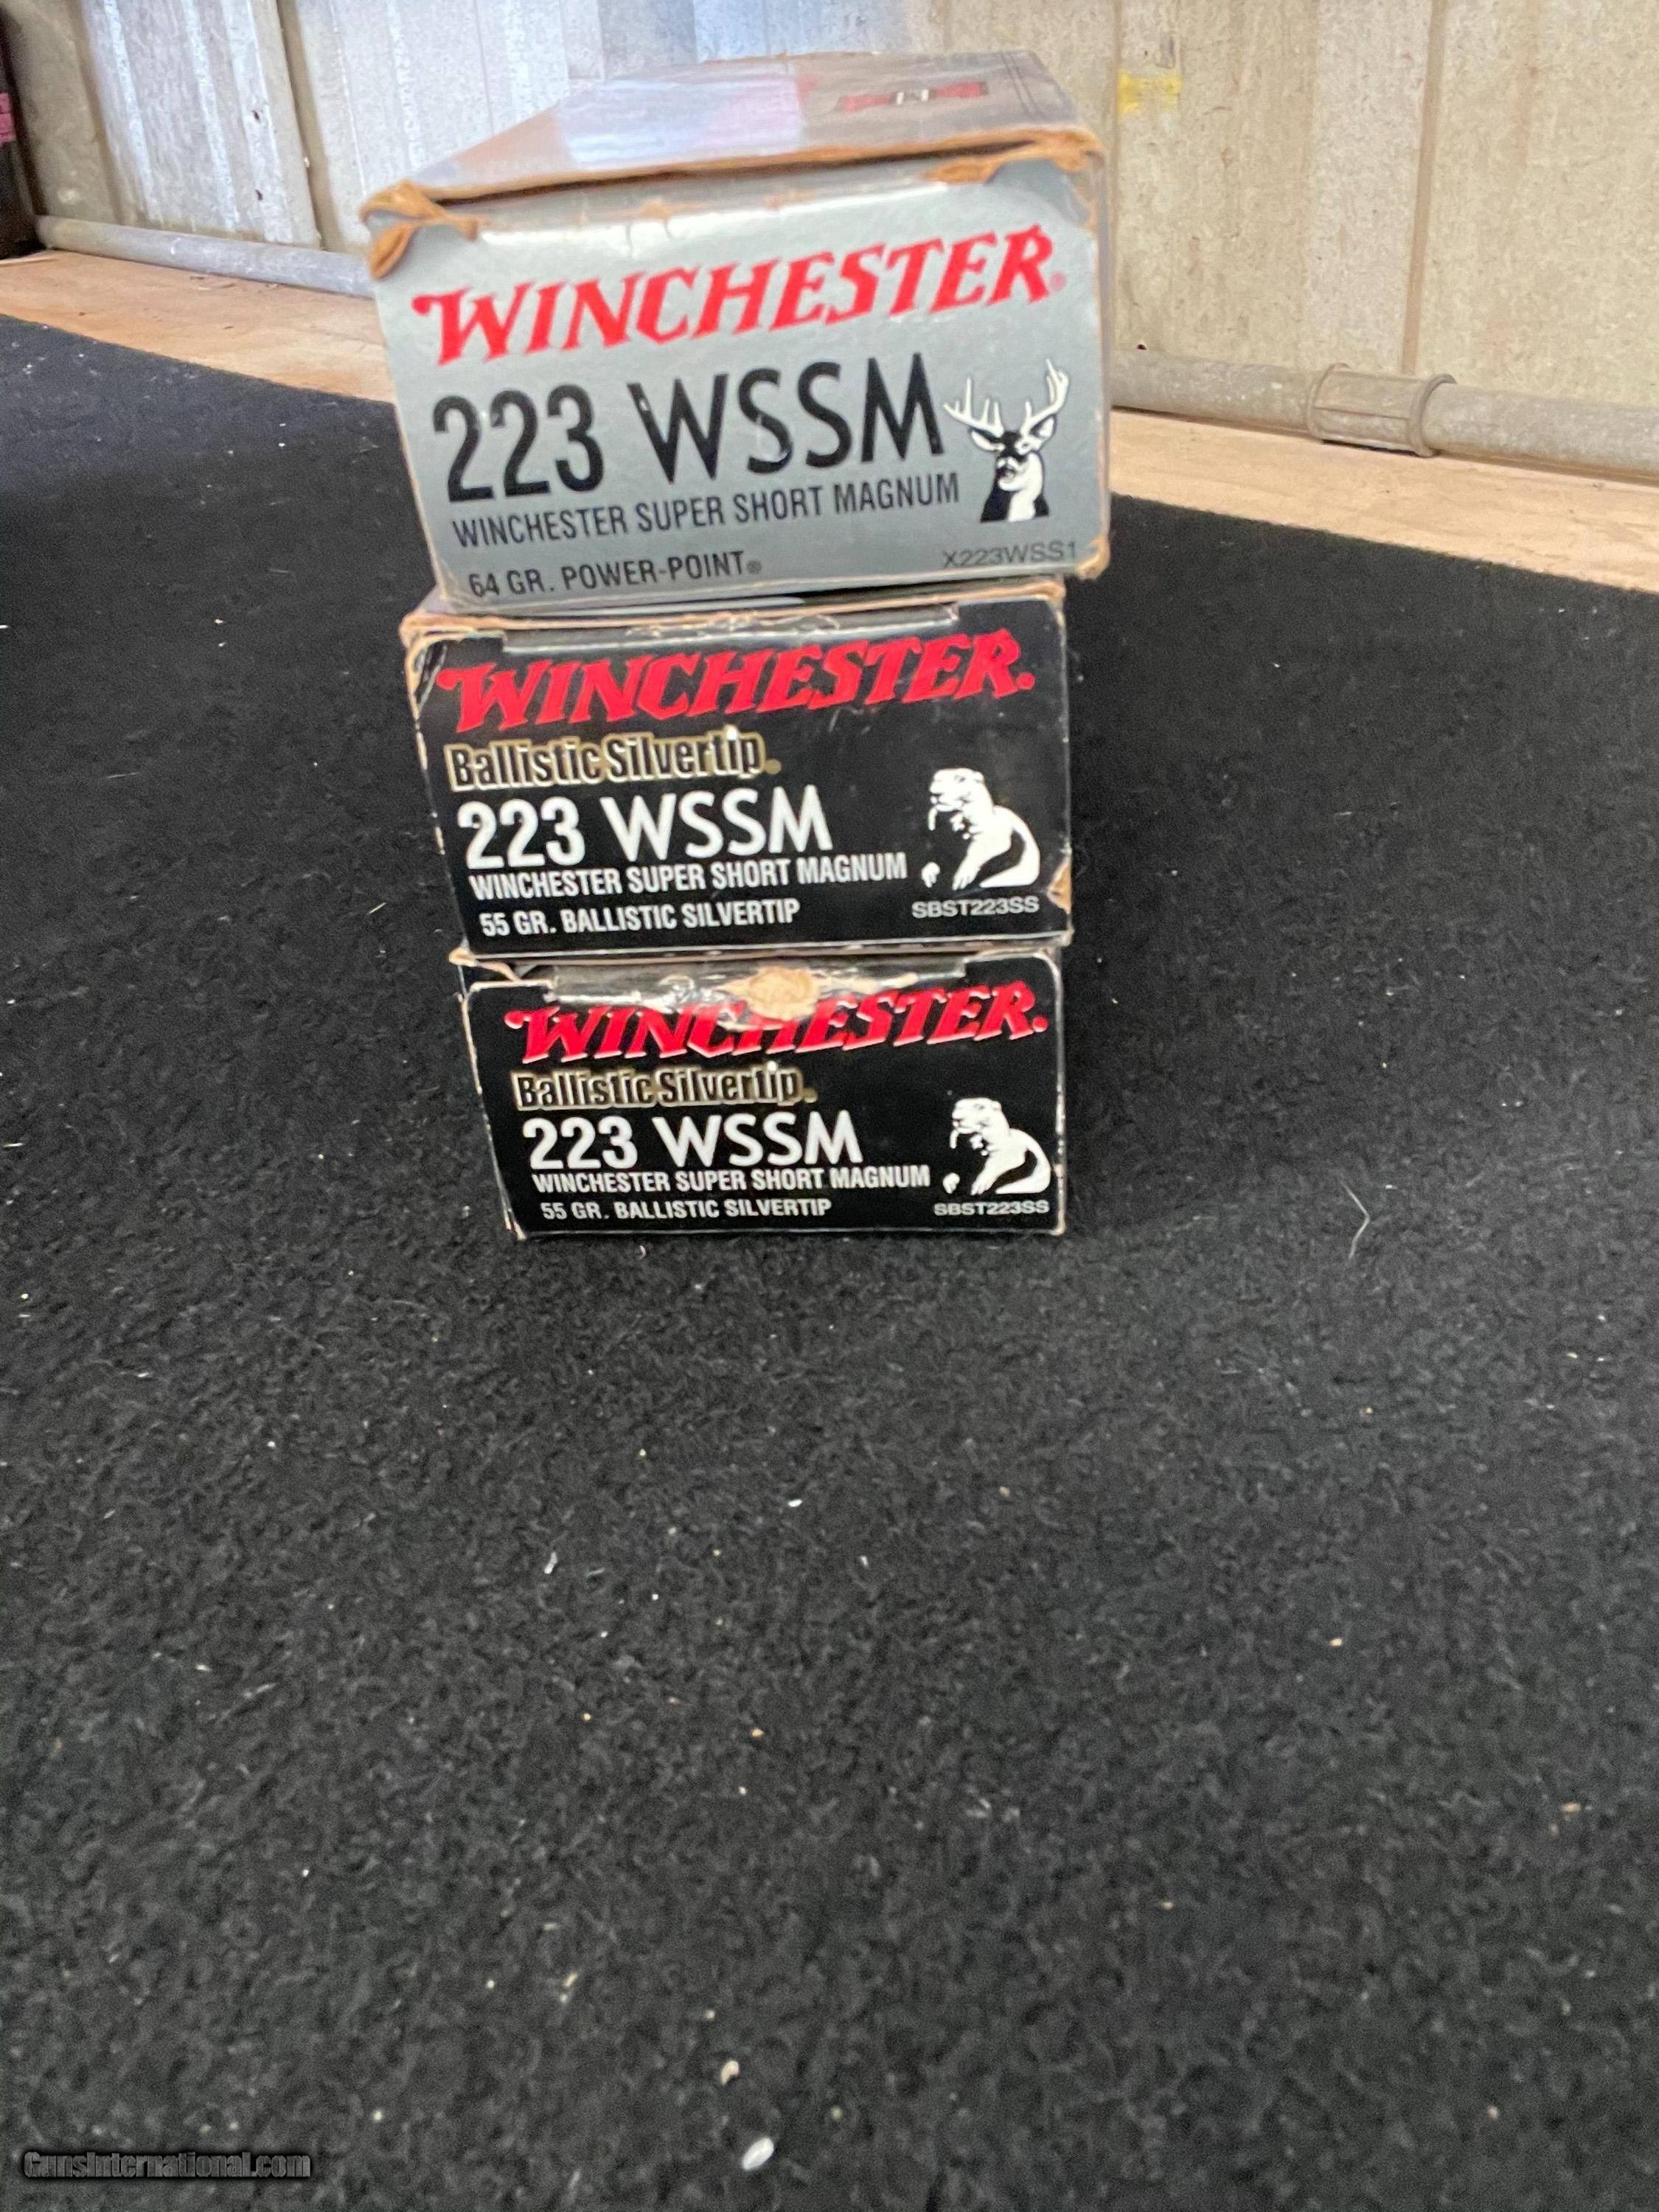 WINCHESTER®
223 WSSM
WINCHESTER SUPER SHORT MAGNUM
64 GR. POWER-POINT®
X223WSS1
WINCHESTER®
Ballistic Silvertip®
223 WSSM
WINCHESTER SUPER SHORT MAGNUM
55 GR. BALLISTIC SILVERTIP
SBST223SS
WINCHESTER®
Ballistic Silvertip®
223 WSSM
WINCHESTER SUPER SHORT MAGNUM
55 GR. BALLISTIC SILVERTIP
SBST223SS
GunsInternational.com